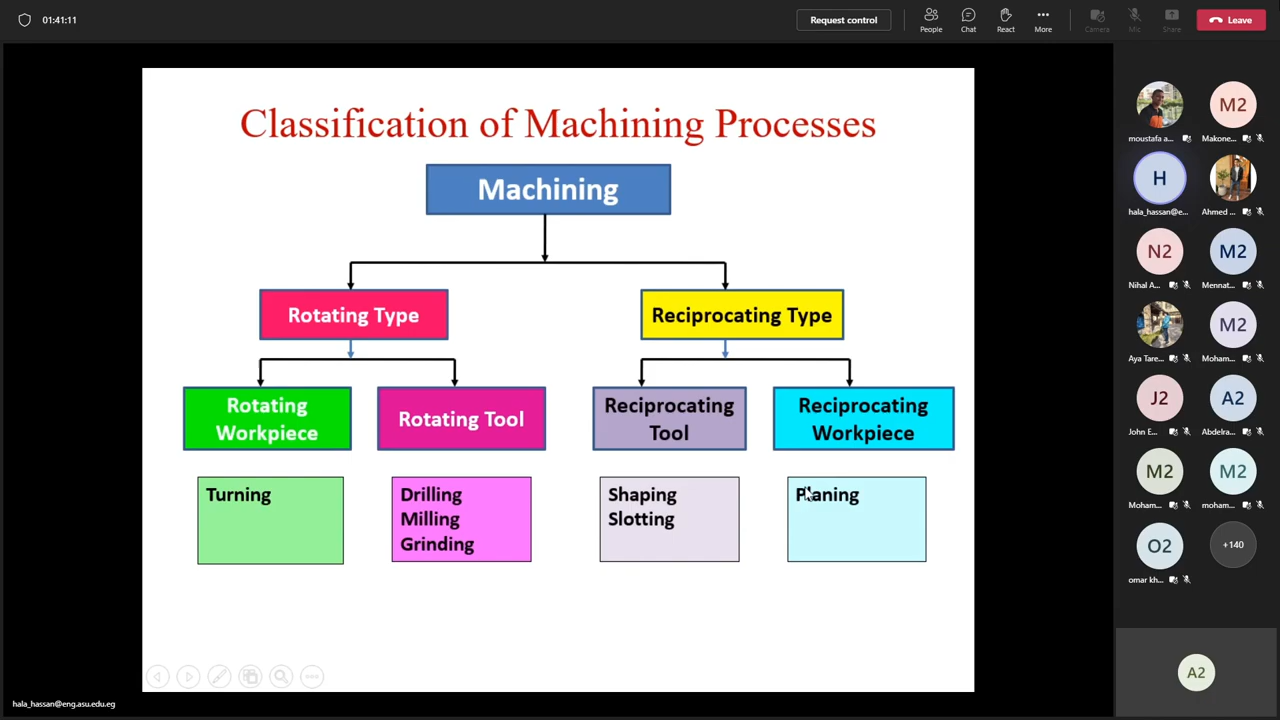 01:41:11
Request control
People
Chat
React
More
Camera
Mic
Share
Leave
Classification of Machining Processes
Machining
Rotating Type
Reciprocating Type
Rotating
Workpiece
Rotating Tool
Reciprocating
Tool
Reciprocating
Workpiece
Turning
Drilling
Milling
Grinding
Shaping
Slotting
Planing
moustafa a...
M2
Makone...
H
hala_hassan@e...
Ahmed ...
N2
Nihal A...
M2
Mennat...
Aya Tare...
M2
Moham...
J2
John E...
A2
Abdelra...
M2
Moham...
M2
moham...
O2
omar kh...
+140
A2
hala_hassan@eng.asu.edu.eg